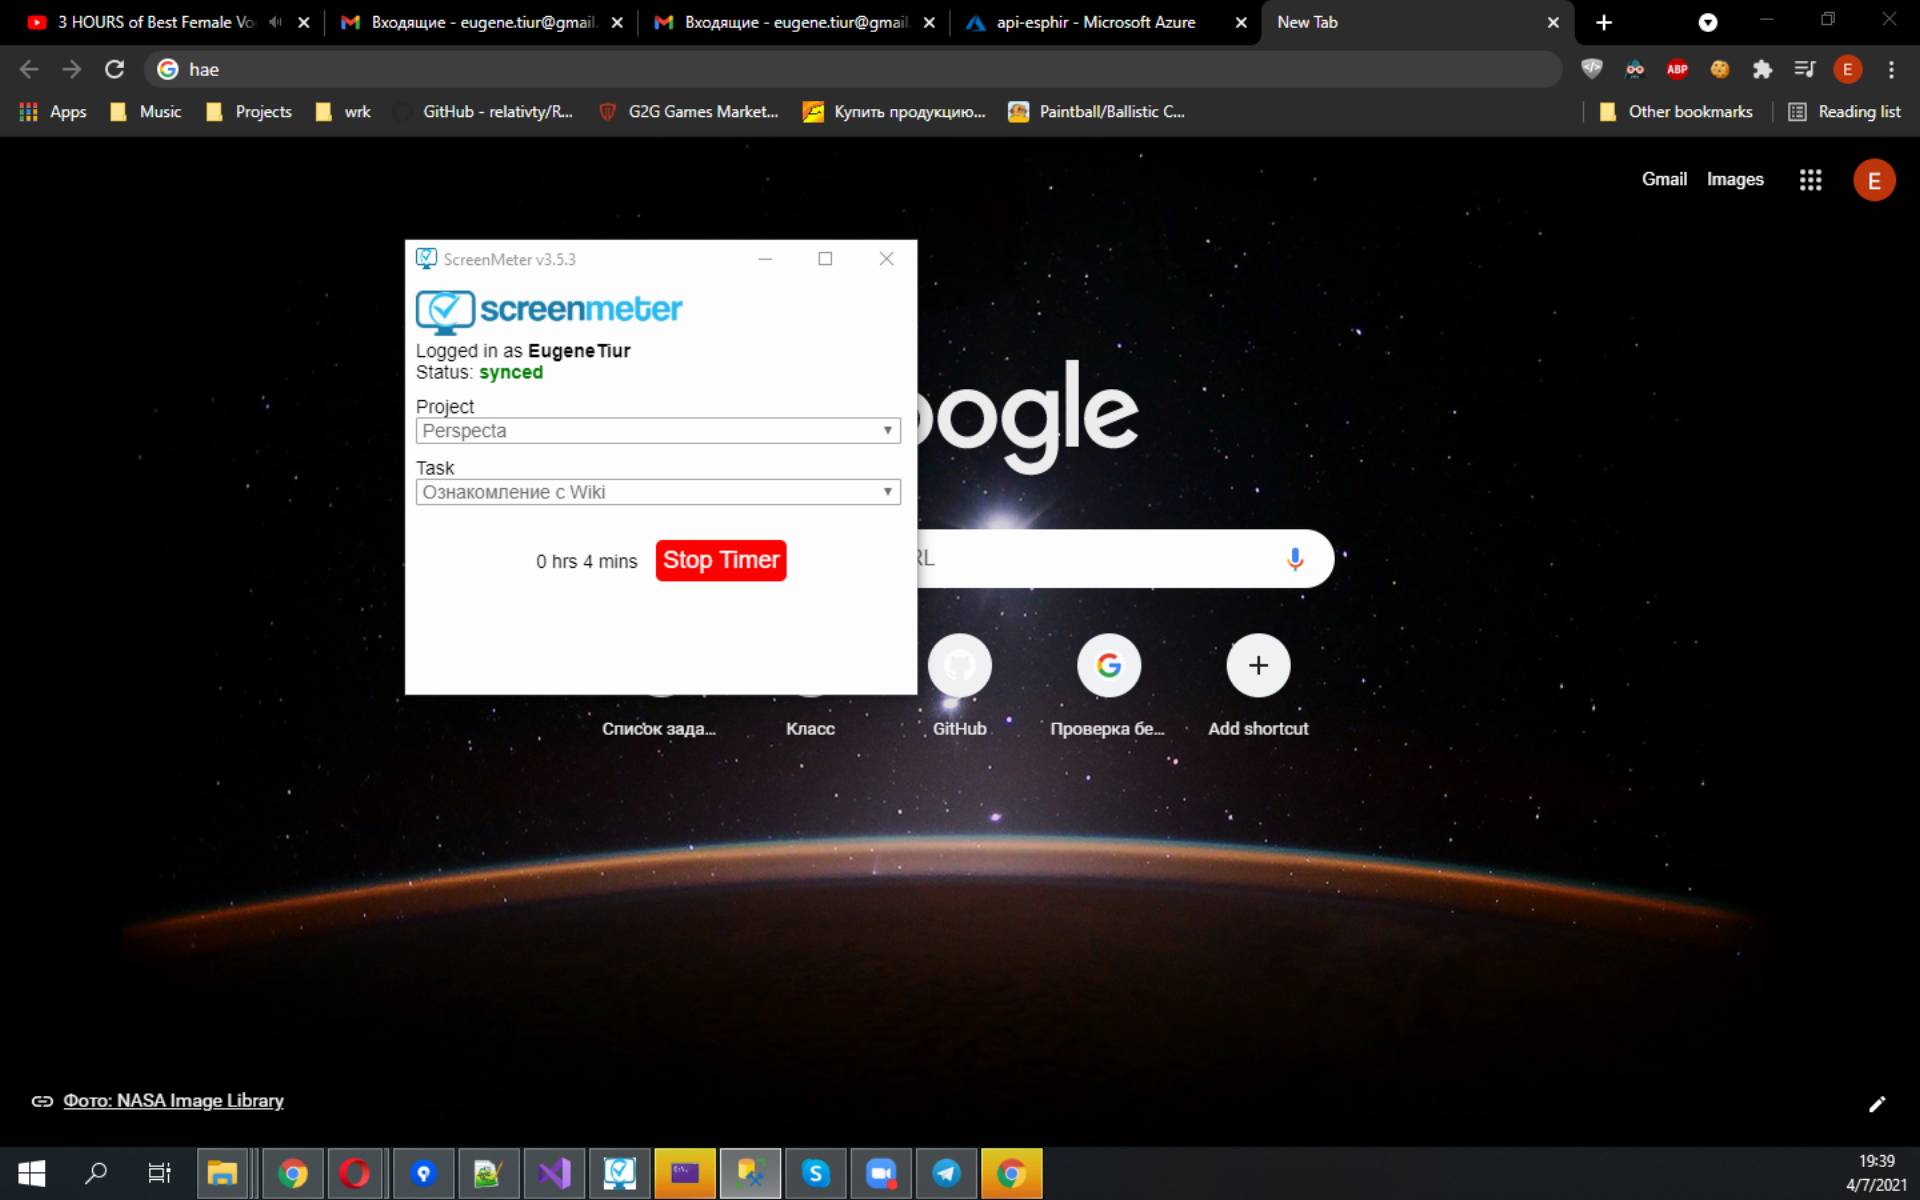 3 HOURS of Best Female Vo
Входящие - eugene.tiur@gmail.
Входящие - eugene.tiur@gmail.
api-esphir - Microsoft Azure
New Tab
hae
ABP
E
Apps
Music
Projects
wrk
GitHub - relativty/R...
G2G Games Market...
Купить продукцию...
Paintball/Ballistic C...
Other bookmarks
Reading list
Gmail
Images
E
ScreenMeter v3.5.3
screenmeter
Logged in as EugeneTiur
Status: synced
Project
Perspecta
Task
Ознакомление с Wiki
0 hrs 4 mins
Stop Timer
oogle
RL
Список зада...
Класс
GitHub
Проверка бе...
Add shortcut
Фото: NASA Image Library
19:39
4/7/2021